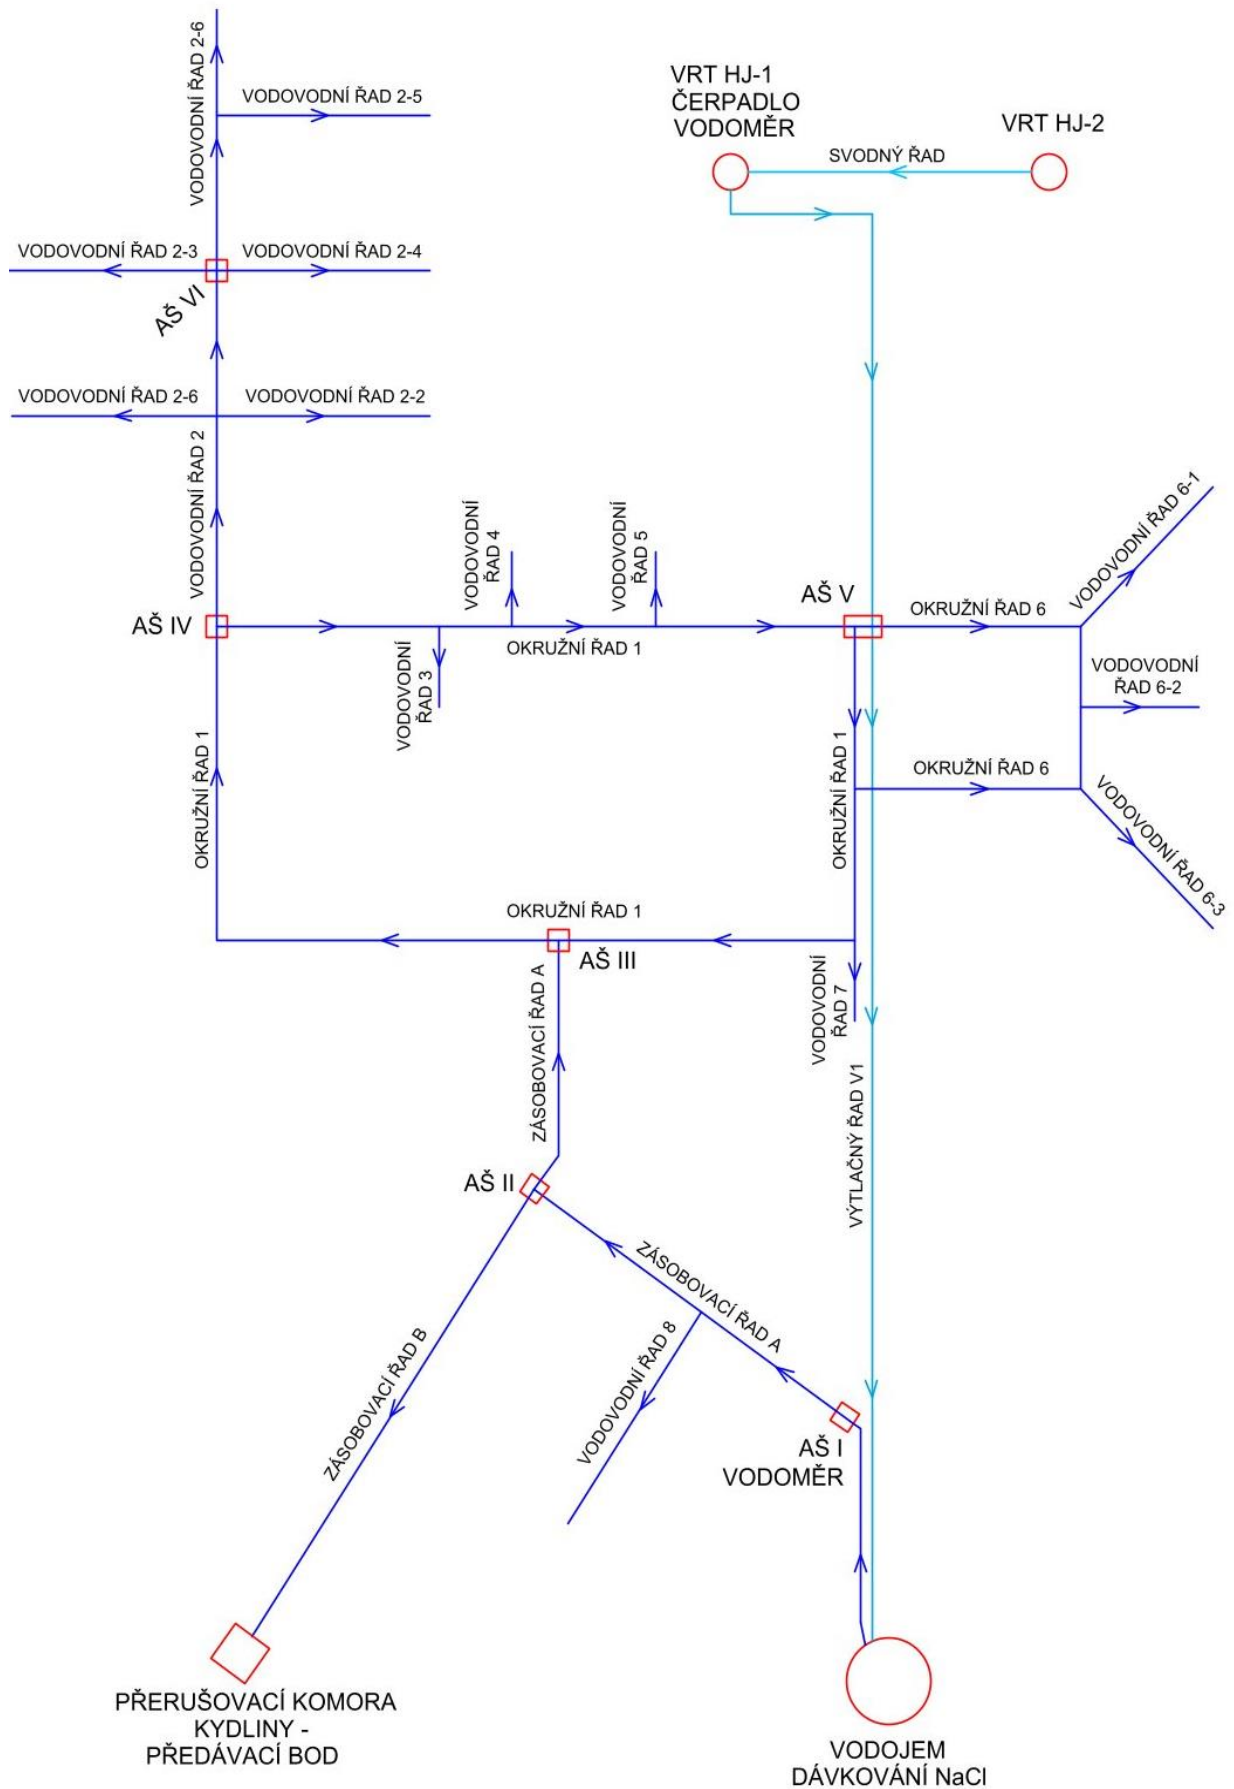 VODOVODNÍ ŘAD 2-6
VODOVODNÍ ŘAD 2-5
VRT HJ-1
ČERPADLO
VODOMĚR
VRT HJ-2
SVODNÝ ŘAD
VODOVODNÍ ŘAD 2-3
VODOVODNÍ ŘAD 2-4
AŠ VI
VODOVODNÍ ŘAD 2-6
VODOVODNÍ ŘAD 2-2
VODOVODNÍ ŘAD 2
VODOVODNÍ
ŘAD 4
VODOVODNÍ
ŘAD 5
VODOVODNÍ ŘAD 6-1
AŠ IV
AŠ V
OKRUŽNÍ ŘAD 6
OKRUŽNÍ ŘAD 1
VODOVODNÍ
ŘAD 3
VODOVODNÍ
ŘAD 6-2
OKRUŽNÍ ŘAD 1
OKRUŽNÍ ŘAD 1
OKRUŽNÍ ŘAD 6
VODOVODNÍ ŘAD 6-3
OKRUŽNÍ ŘAD 1
AŠ III
ZÁSOBOVACÍ ŘAD A
VODOVODNÍ
ŘAD 7
VÝTLAČNÝ ŘAD V1
AŠ II
ZÁSOBOVACÍ ŘAD A
ZÁSOBOVACÍ ŘAD B
VODOVODNÍ ŘAD 8
AŠ I
VODOMĚR
PŘERUŠOVACÍ KOMORA
KYDLINY -
PŘEDÁVACÍ BOD
VODOJEM
DÁVKOVÁNÍ NaCl